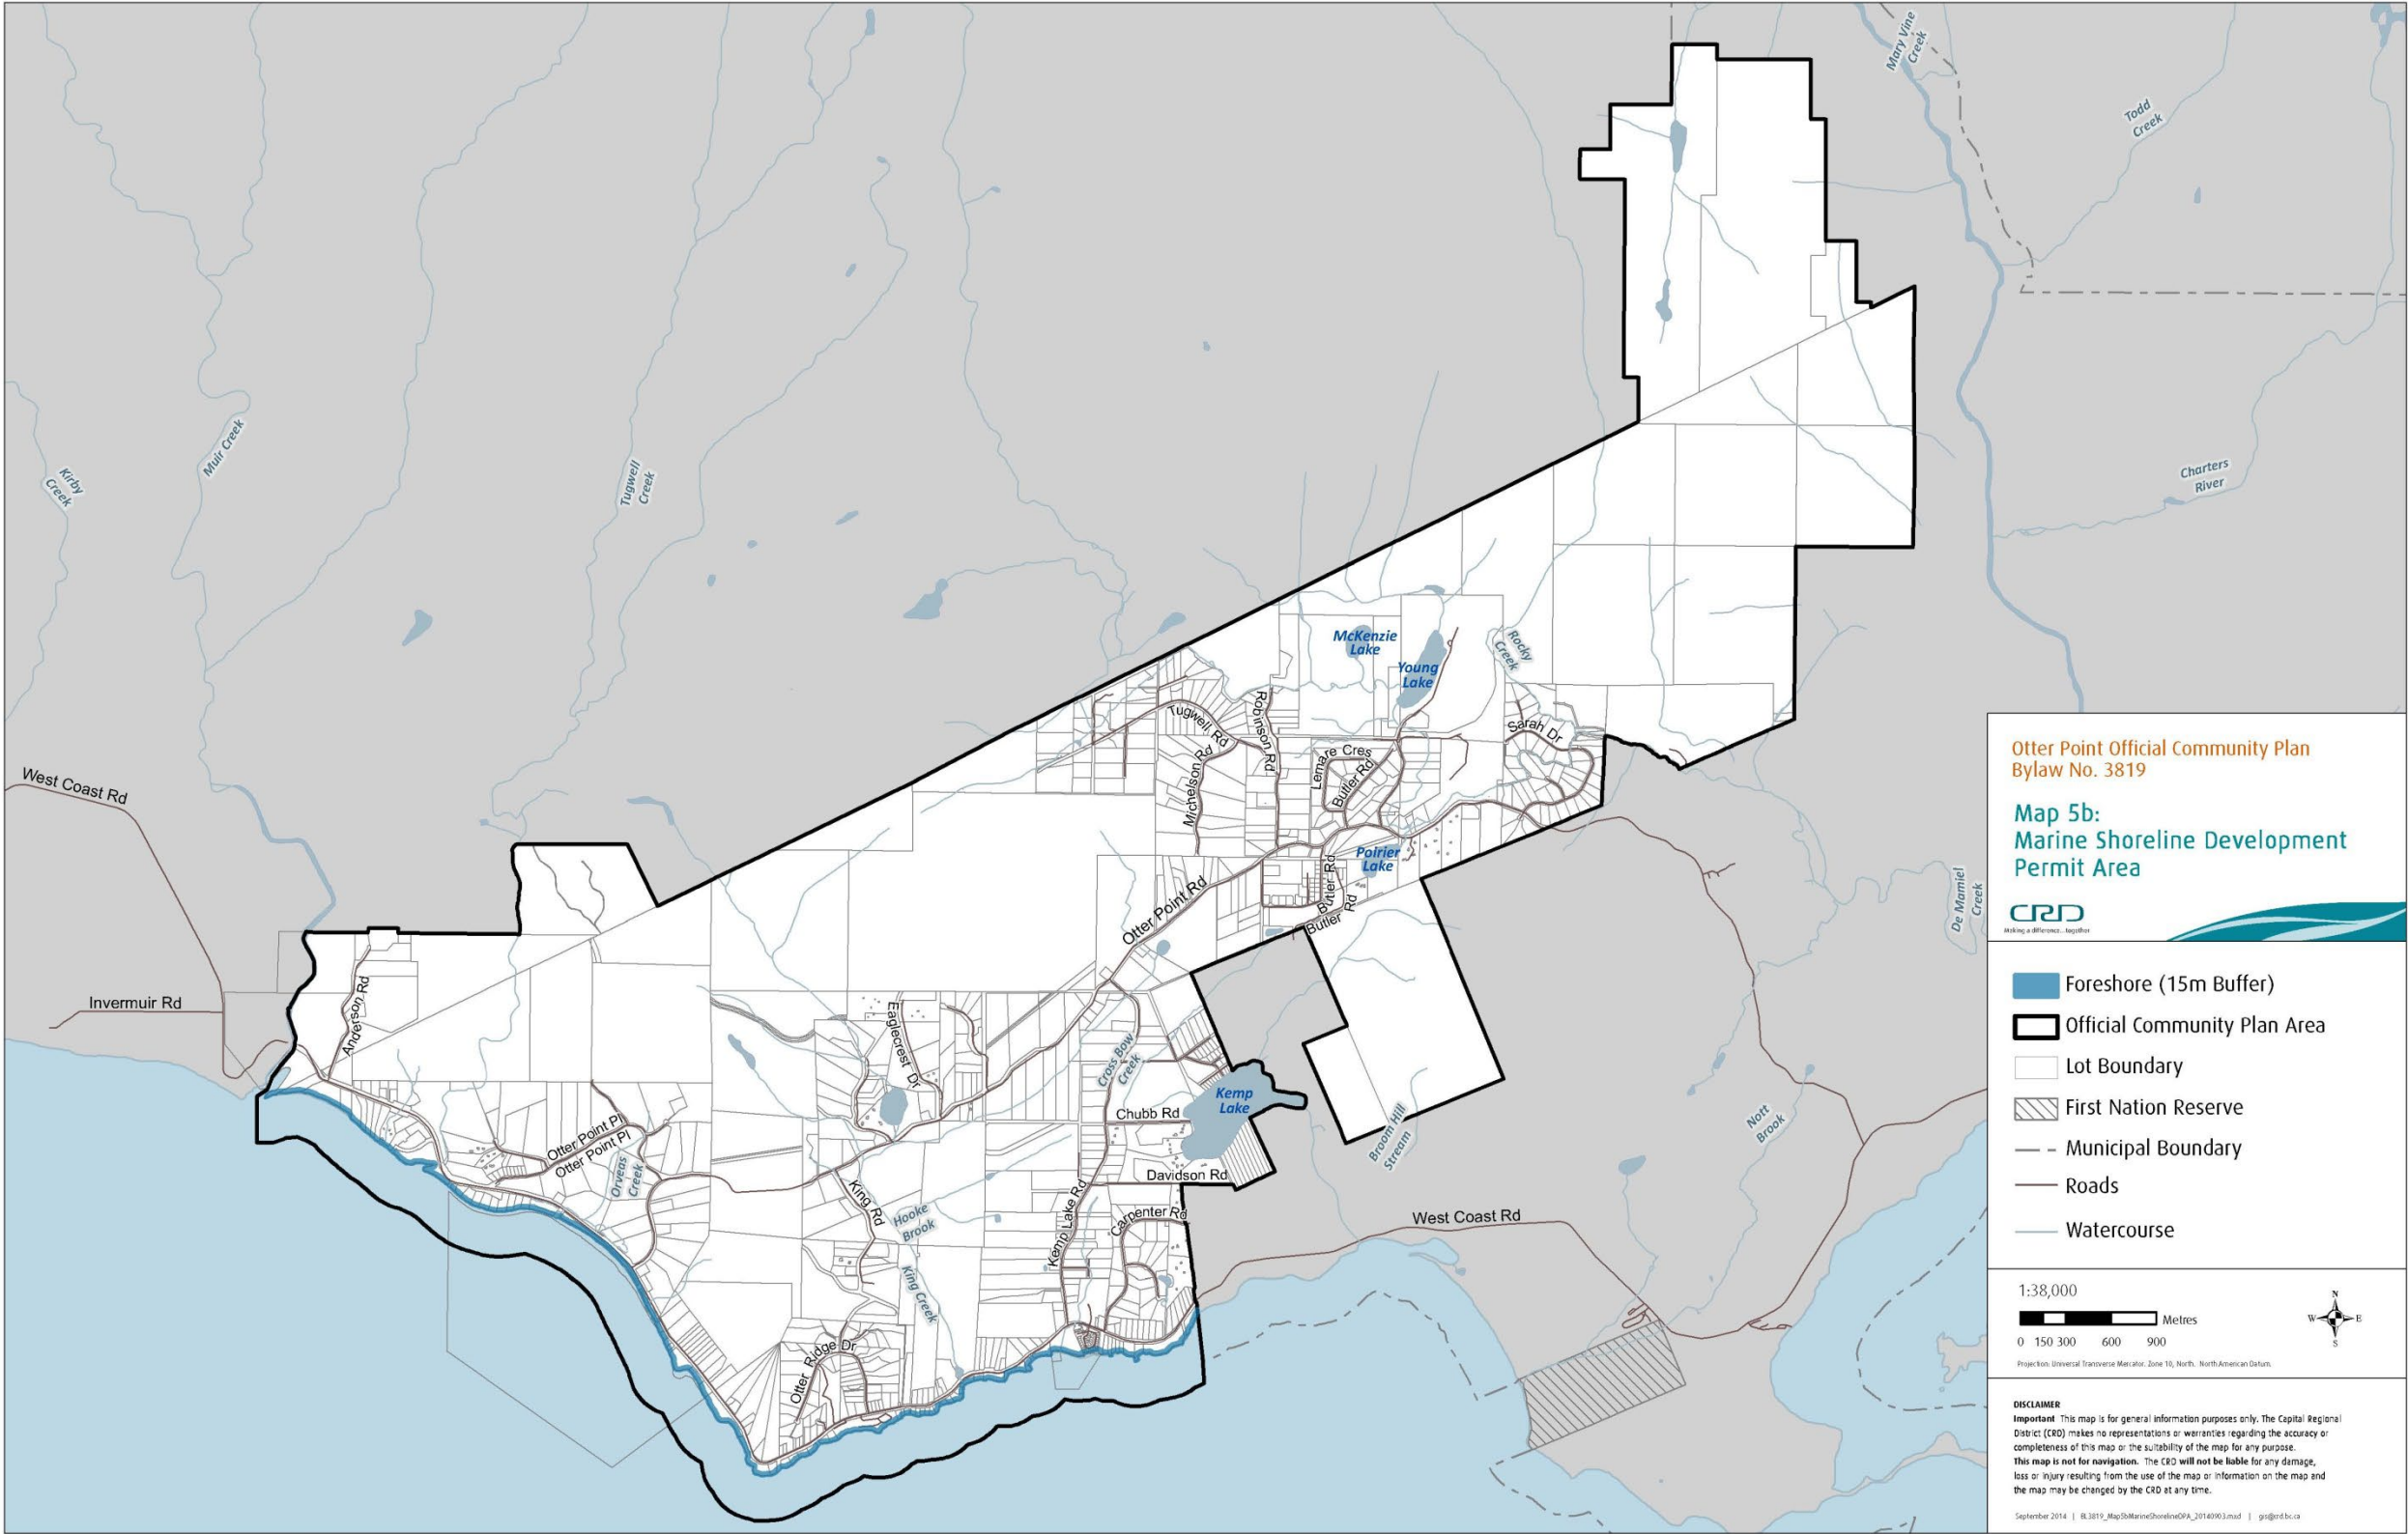 Mary Vine
Creek
Todd
Creek
Kirby
Creek
Muir Creek
Tugwell
Creek
Charters
River
McKenzie
Lake
Young
Lake
Rocky
Creek
Tugwell Rd
Robinson Rd
Michelson Rd
Lemare Cres
Butler Rd
Sarah Dr
West Coast Rd
Poirier
Lake
Otter Point Rd
Butler Rd
Butler Rd
De Mamiel
Creek
Invermuir Rd
Anderson Rd
Eaglecrest Dr
Cross Bow
Creek
Kemp
Lake
Chubb Rd
Otter Point Pl
Otter Point Pl
Orveas
Creek
Broom Hill
Stream
Nott
Brook
Davidson Rd
King Rd
Hooke
Brook
Kemp Lake Rd
Carpenter Rd
West Coast Rd
King Creek
Otter Ridge Dr
Otter Point Official Community Plan
Bylaw No. 3819
Map 5b:
Marine Shoreline Development
Permit Area
CRD
Making a difference...together
Foreshore (15m Buffer)
Official Community Plan Area
Lot Boundary
First Nation Reserve
Municipal Boundary
Roads
Watercourse
1:38,000
Metres
0 150 300 600 900
N
W E
S
Projection: Universal Transverse Mercator. Zone 10, North. North American Datum.
DISCLAIMER
Important This map is for general information purposes only. The Capital Regional
District (CRD) makes no representations or warranties regarding the accuracy or
completeness of this map or the suitability of the map for any purpose.
This map is not for navigation. The CRD will not be liable for any damage,
loss or injury resulting from the use of the map or information on the map and
the map may be changed by the CRD at any time.
September 2014 | BL3819_Map5bMarineShorelineDPA_20140903.mxd | gis@crd.bc.ca